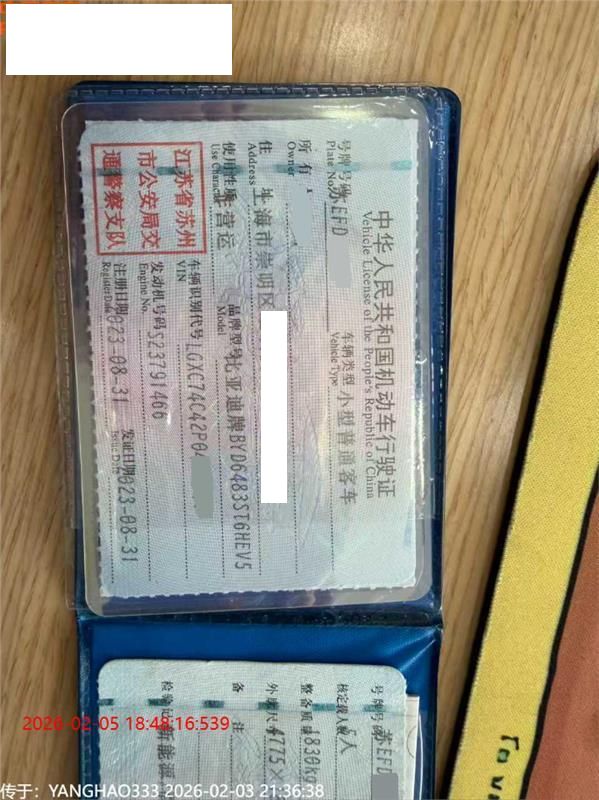 中华人民共和国机动车行驶证
Vehicle License of the People's Republic of China
号牌号码 苏EFD
Plate No.
车辆类型 小型普通客车
Vehicle Type
所有
Owner
住址 上海市崇明区
Address
使用性质 非营运
Use Character
品牌型号 比亚迪牌BYD6483ST6HEV5
Model
江苏省苏州
市公安局交
通警察支队
车辆识别代号 LGXC74C42P0
VIN
发动机号码 S23791466
Engine No.
注册日期 2023-08-31
Register Date
发证日期 2023-08-31
Issue Date
号牌号码 苏EFD
核定载人数 5人
整备质量 1830kg
外廓尺寸 4775×
备注
检验记录 新能源
2026-02-05 18:48:16:539
传于：YANGHAO333 2026-02-03 21:36:38